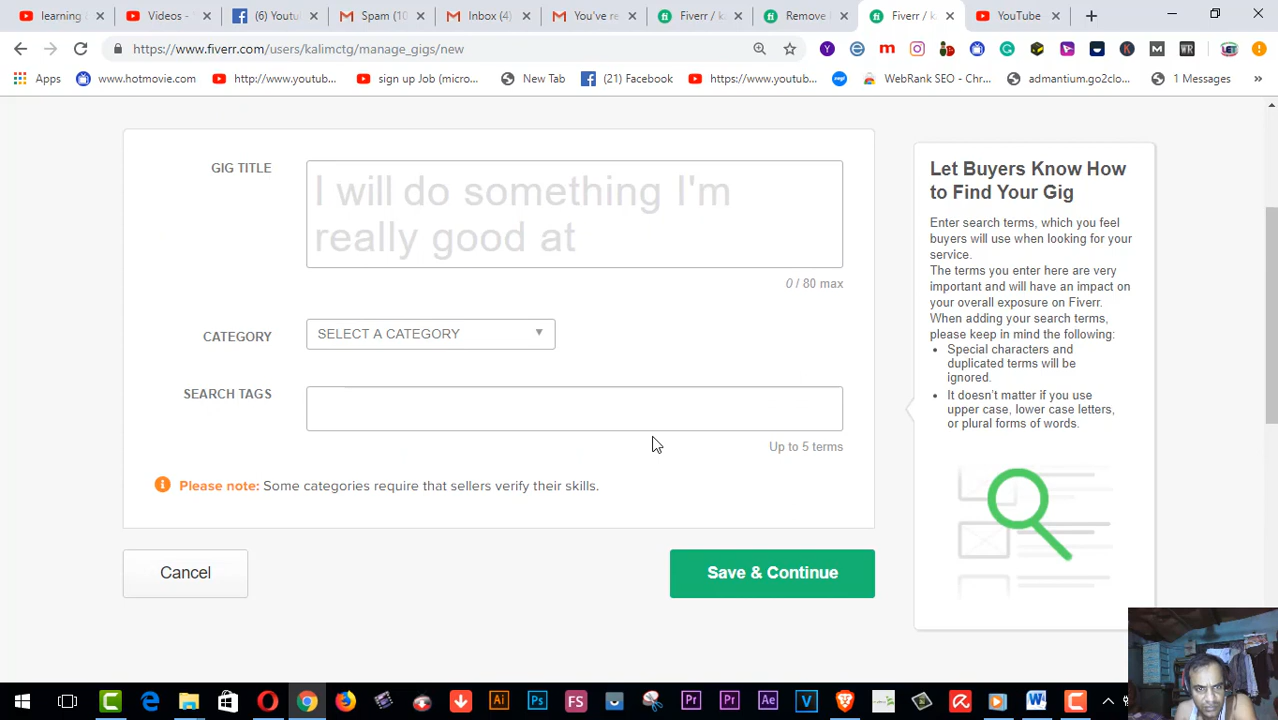 learning
Videos -
(6) Youtu
Spam (10
Inbox (4)
You've re
Fiverr / k
Remove
Fiverr / k
YouTube
https://www.fiverr.com/users/kalimctg/manage_gigs/new
Apps
www.hotmovie.com
http://www.youtub...
sign up Job (micro...
New Tab
(21) Facebook
https://www.youtub...
WebRank SEO - Chr...
admantium.go2clo...
1 Messages
»
GIG TITLE
I will do something I'm
really good at
0 / 80 max
CATEGORY
SELECT A CATEGORY
SEARCH TAGS
Up to 5 terms
Please note: Some categories require that sellers verify their skills.
Cancel
Save & Continue
Let Buyers Know How
to Find Your Gig
Enter search terms, which you feel
buyers will use when looking for your
service.
The terms you enter here are very
important and will have an impact on
your overall exposure on Fiverr.
When adding your search terms,
please keep in mind the following:
• Special characters and
duplicated terms will be
ignored.
• It doesn't matter if you use
upper case, lower case letters,
or plural forms of words.